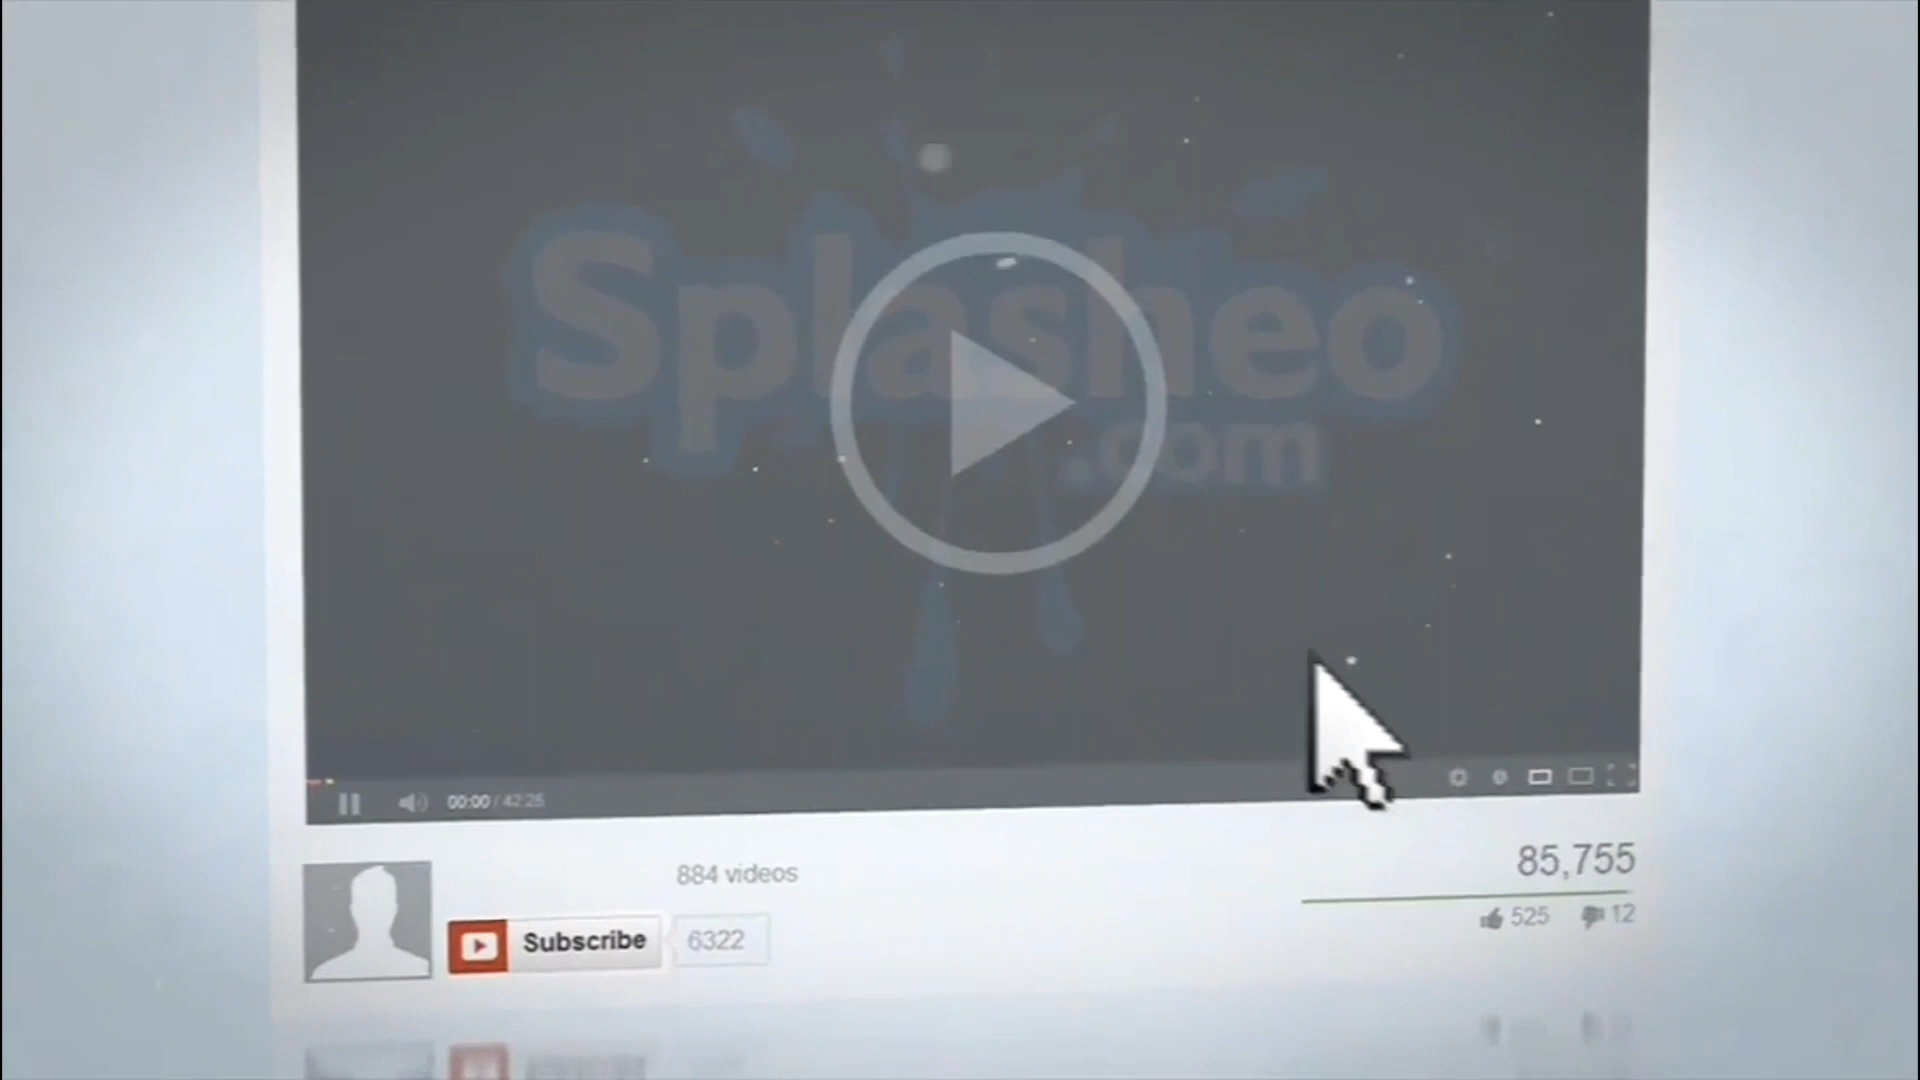 Splasheo
.com
00:00 / 42:25
884 videos
85,755
525 12
Subscribe 6322